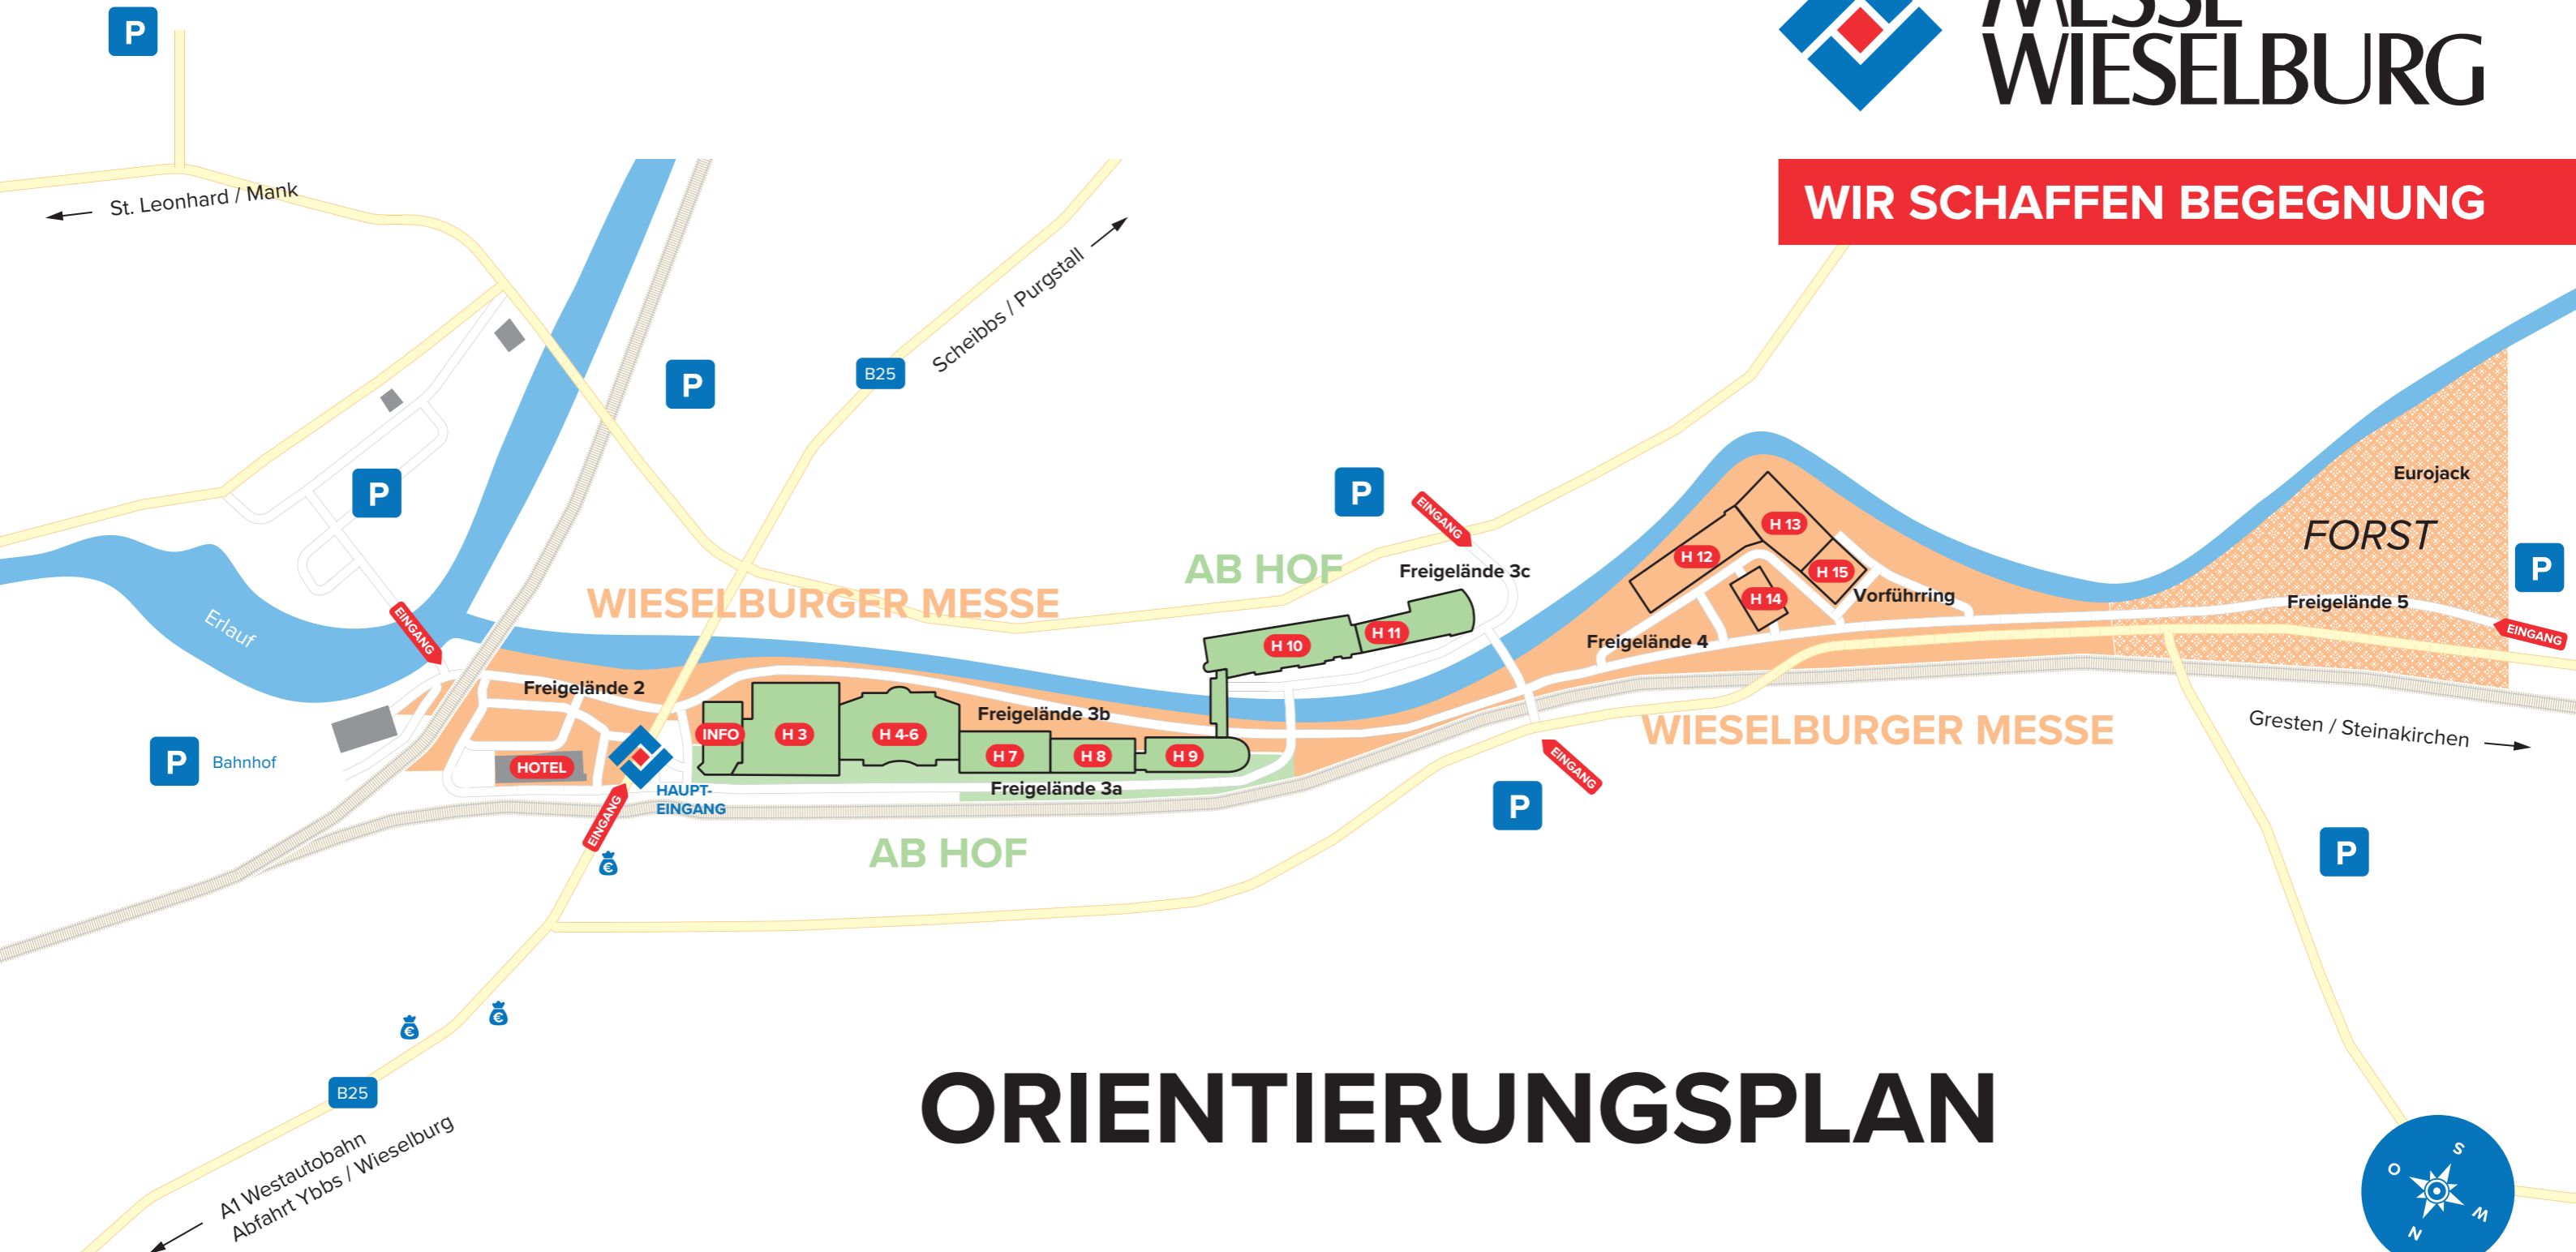 P
MESSE
WIESELBURG
WIR SCHAFFEN BEGEGNUNG
St. Leonhard / Mank
Scheibbs / Purgstall
B25
P
P
P
EINGANG
AB HOF
Freigelände 3c
WIESELBURGER MESSE
H 10
H 11
H 12
H 13
H 14
H 15
Vorführring
Freigelände 4
Eurojack
FORST
P
Freigelände 5
EINGANG
Erlauf
EINGANG
Freigelände 2
P
Bahnhof
HOTEL
INFO
H 3
H 4-6
Freigelände 3b
H 7
H 8
H 9
Freigelände 3a
HAUPT-
EINGANG
EINGANG
€
AB HOF
WIESELBURGER MESSE
EINGANG
P
Gresten / Steinakirchen
P
€
€
B25
A1 Westautobahn
Abfahrt Ybbs / Wieselburg
ORIENTIERUNGSPLAN
S
O
W
N